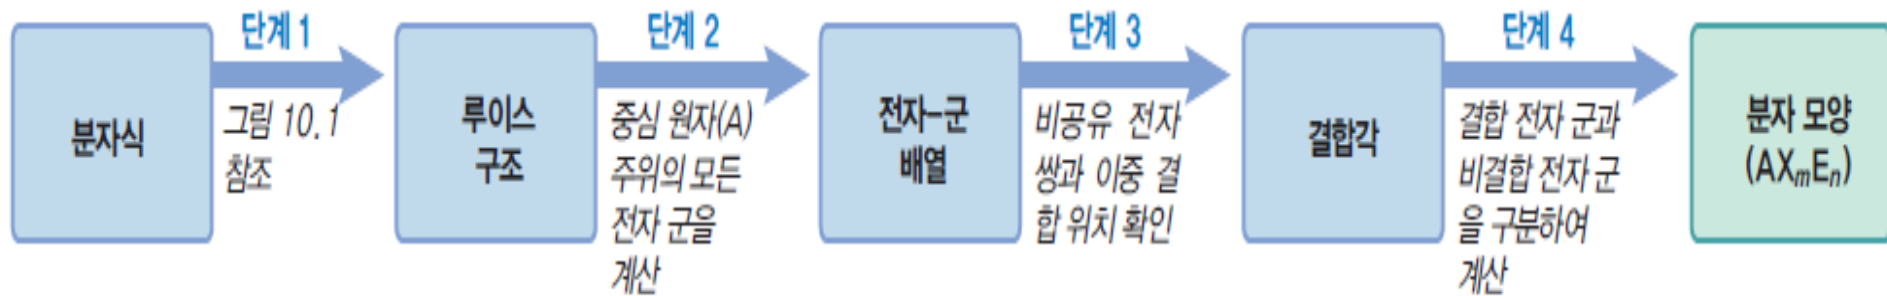 분자식
단계 1
그림 10.1
참조
루이스
구조
단계 2
중심 원자(A)
주위의 모든
전자 군을
계산
전자-군
배열
단계 3
비공유 전자
쌍과 이중 결
합 위치 확인
결합각
단계 4
결합 전자 군과
비결합 전자 군
을 구분하여
계산
분자 모양
(AXmEn)